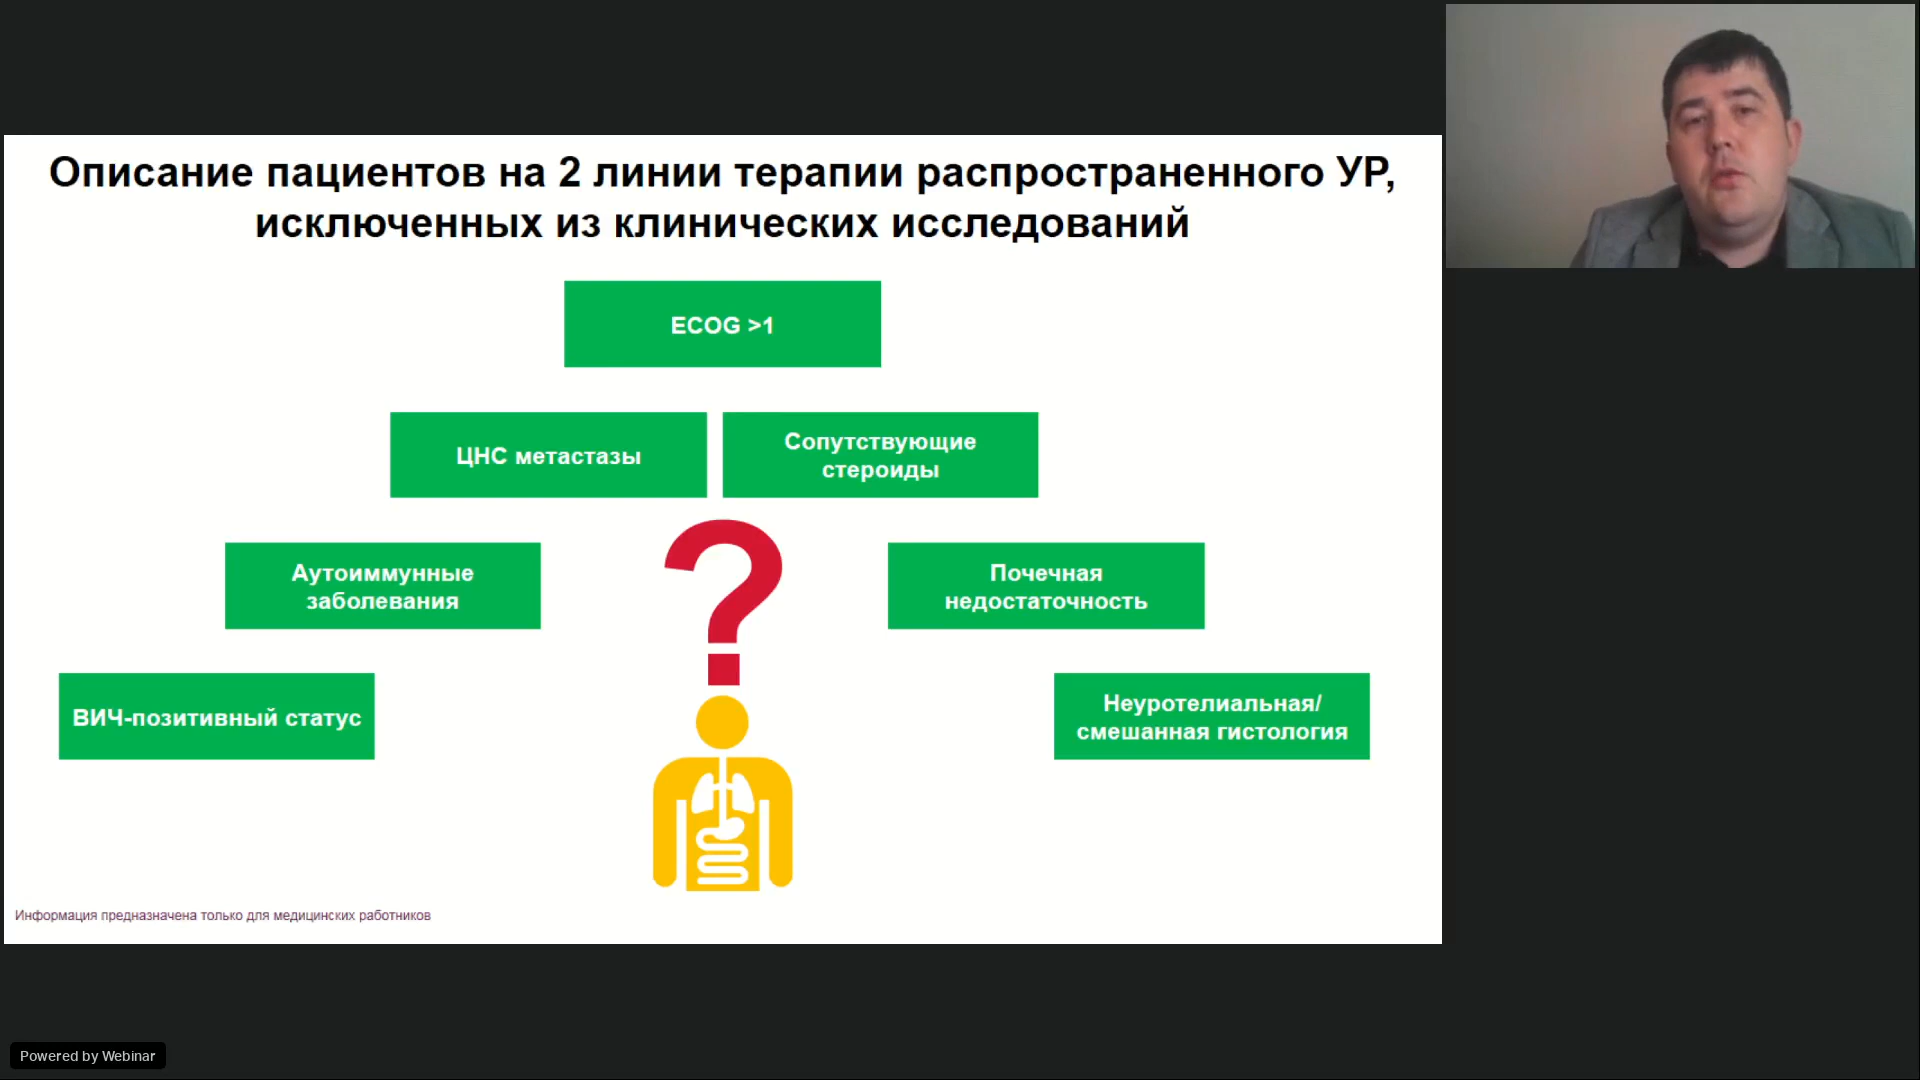 Описание пациентов на 2 линии терапии распространенного УР,
исключенных из клинических исследований
ECOG >1
ЦНС метастазы
Сопутствующие
стероиды
Аутоиммунные
заболевания
Почечная
недостаточность
ВИЧ-позитивный статус
Неуротелиальная/
смешанная гистология
Информация предназначена только для медицинских работников
Powered by Webinar